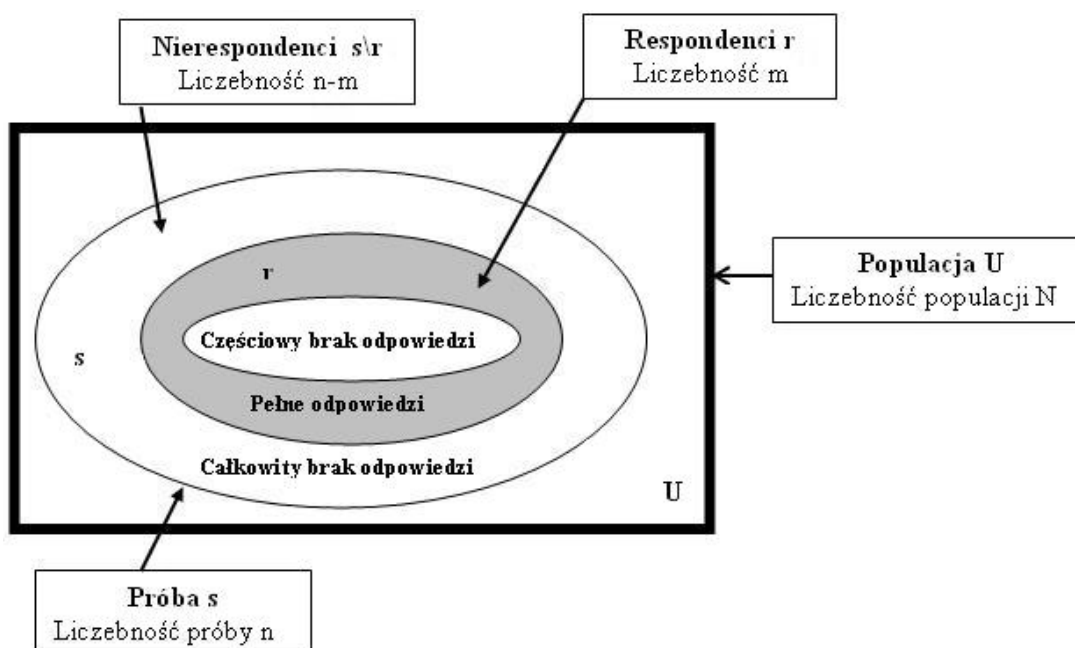 Nierespondenci s\r
Liczebność n-m
Respondenci r
Liczebność m
r
Populacja U
Liczebność populacji N
Częściowy brak odpowiedzi
s
Pełne odpowiedzi
Całkowity brak odpowiedzi
U
Próba s
Liczebność próby n